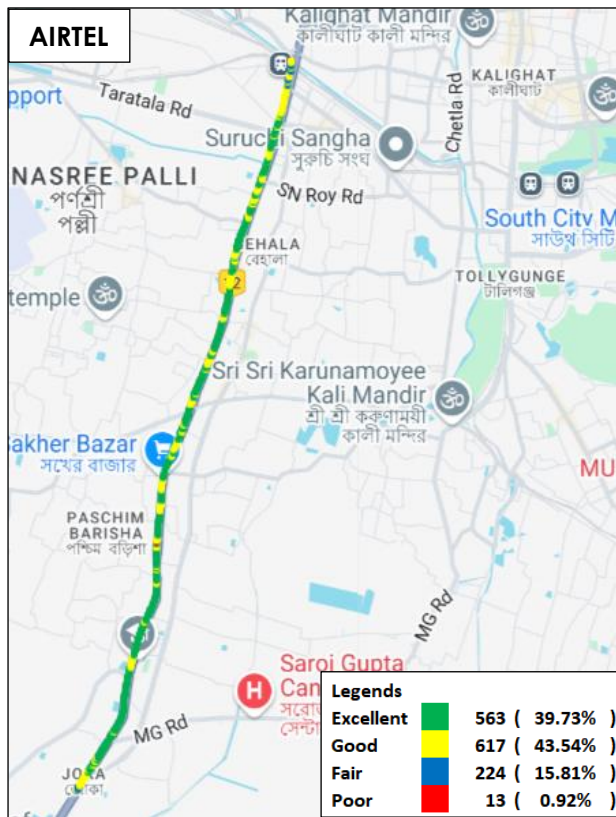 AIRTEL
Kalighat Mandir
কালীঘাট কালী মন্দির
KALIGHAT
কালীঘাট
Taratala Rd
pport
Chetla Rd
Suruchi Sangha
সুরুচি সংঘ
NASREE PALLI
পর্ণশ্রী
পল্লী
SN Roy Rd
South City M
সাউথ সিটি
EHALA
বেহালা
TOLLYGUNGE
টালিগঞ্জ
temple
12
Sri Sri Karunamoyee
Kali Mandir
শ্রী শ্রী করুণাময়ী
কালী মন্দির
Sakher Bazar
সখের বাজার
MU
PASCHIM
BARISHA
পশ্চিম বড়িশা
MG Rd
Saroj Gupta
Can
সরোজ
সেন্টা
MG Rd
JOKA
জোকা
Legends
Excellent 563 ( 39.73% )
Good 617 ( 43.54% )
Fair 224 ( 15.81% )
Poor 13 ( 0.92% )